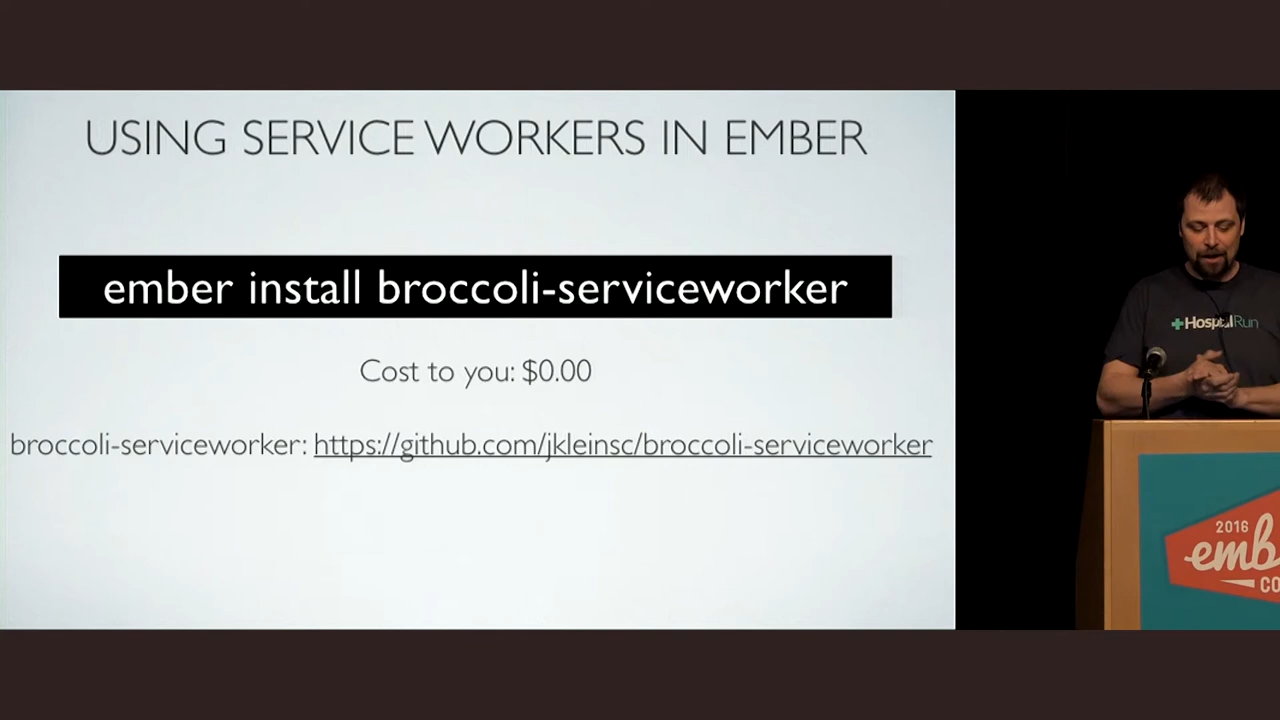 USING SERVICE WORKERS IN EMBER
ember install broccoli-serviceworker
Cost to you: $0.00
broccoli-serviceworker: https://github.com/jkleinsc/broccoli-serviceworker
HospitalRun
2016
emb
CO